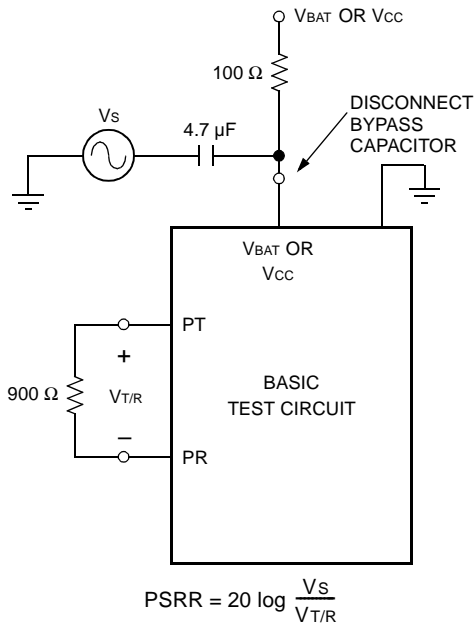 VBAT OR VCC
100 Ω
DISCONNECT
BYPASS
CAPACITOR
VS
4.7 µF
VBAT OR
VCC
PT
+
900 Ω
VT/R
BASIC
TEST CIRCUIT
–
PR
PSRR = 20 log VS
VT/R